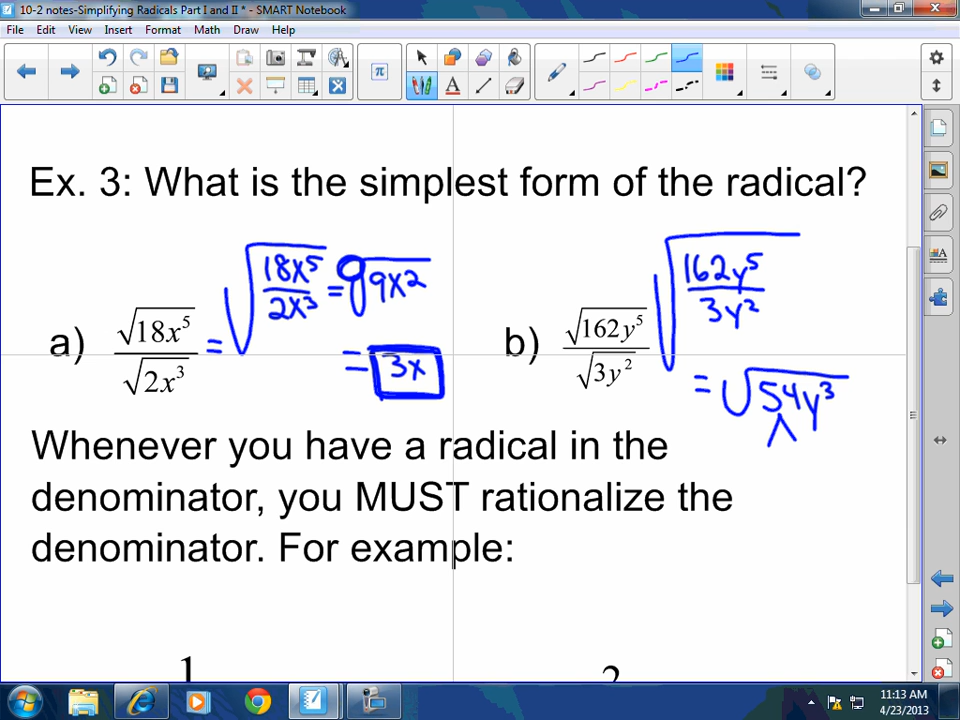 10-2 notes-Simplifying Radicals Part I and II * - SMART Notebook
File Edit View Insert Format Math Draw Help
Ex. 3: What is the simplest form of the radical?
a) √18x⁵ / √2x³ = √(18x⁵ / 2x³) = √9x²
= 3x
b) √162y⁵ / √3y² √(162y⁵ / 3y²)
= √54y³
Whenever you have a radical in the
denominator, you MUST rationalize the
denominator. For example:
1
2
11:13 AM
4/23/2013